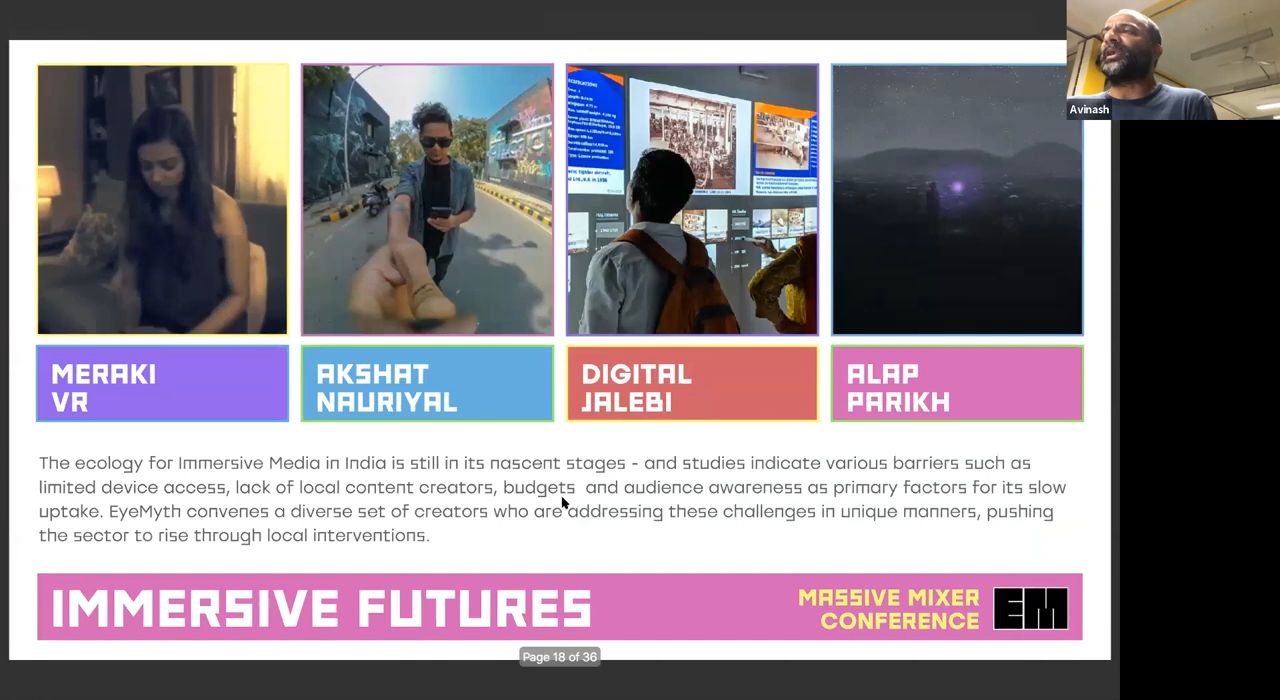 Avinash
MERAKI
VR
AKSHAT
NAURIYAL
DIGITAL
JALEBI
ALAP
PARIKH
The ecology for Immersive Media in India is still in its nascent stages - and studies indicate various barriers such as
limited device access, lack of local content creators, budgets  and audience awareness as primary factors for its slow
uptake. EyeMyth convenes a diverse set of creators who are addressing these challenges in unique manners, pushing
the sector to rise through local interventions.
IMMERSIVE FUTURES
MASSIVE MIXER
CONFERENCE
EM
Page 18 of 36